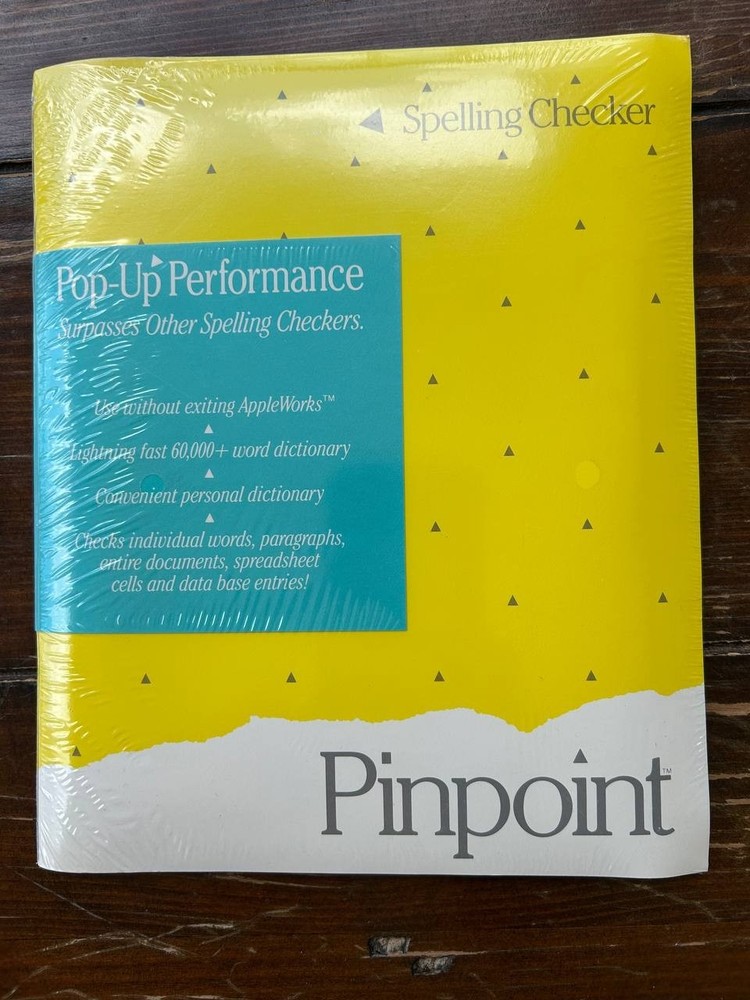 Spelling Checker
Pop-Up Performance
Surpasses Other Spelling Checkers.
Use without exiting AppleWorks™
Lightning fast 60,000+ word dictionary
Convenient personal dictionary
Checks individual words, paragraphs,
entire documents, spreadsheet
cells and data base entries!
Pinpoint™